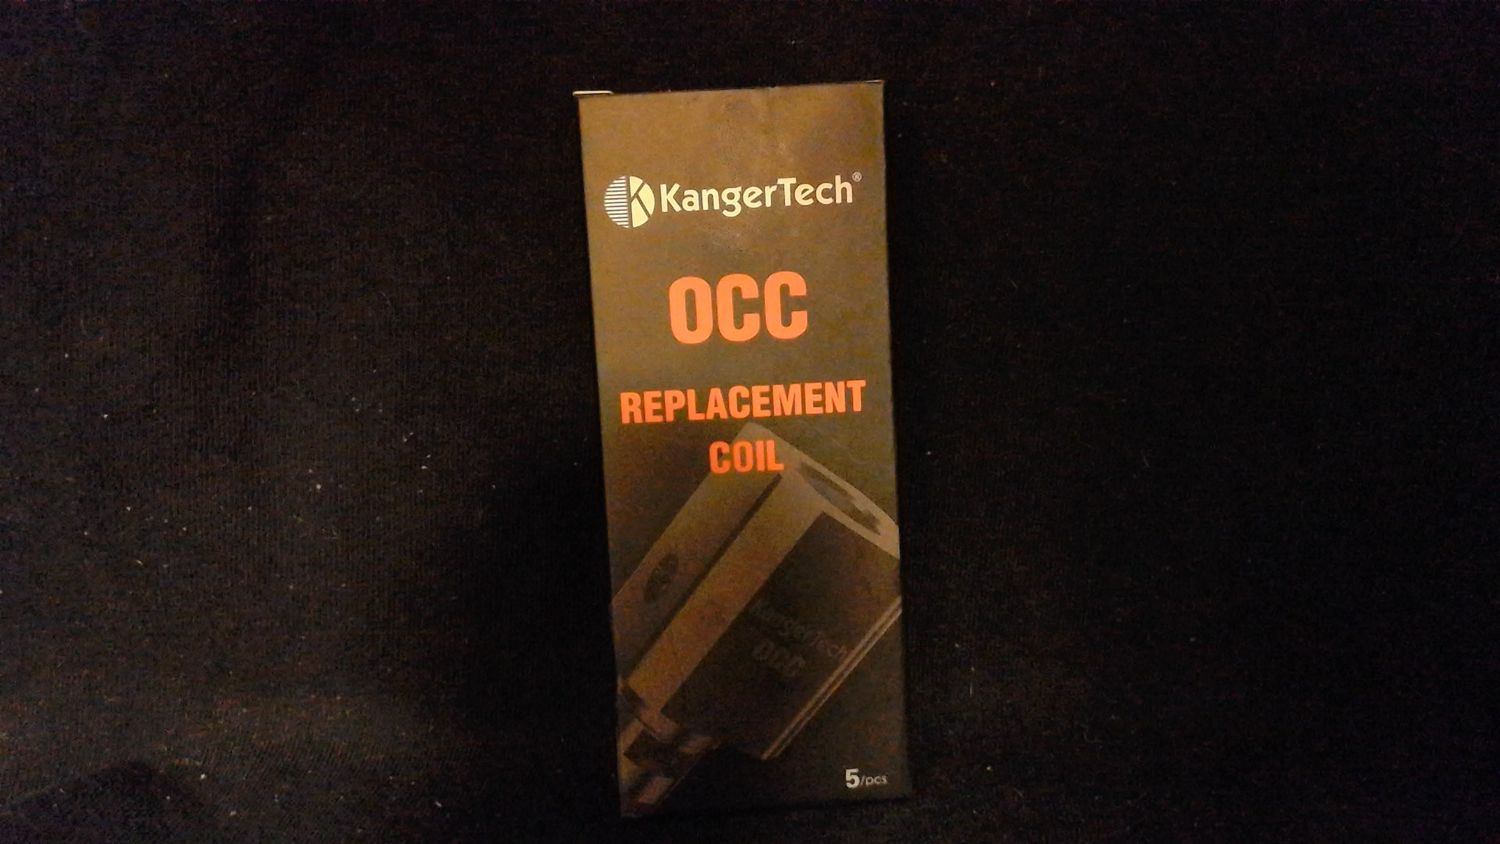 KangerTech®
OCC
REPLACEMENT
COIL
KangerTech
OCC
5/pcs